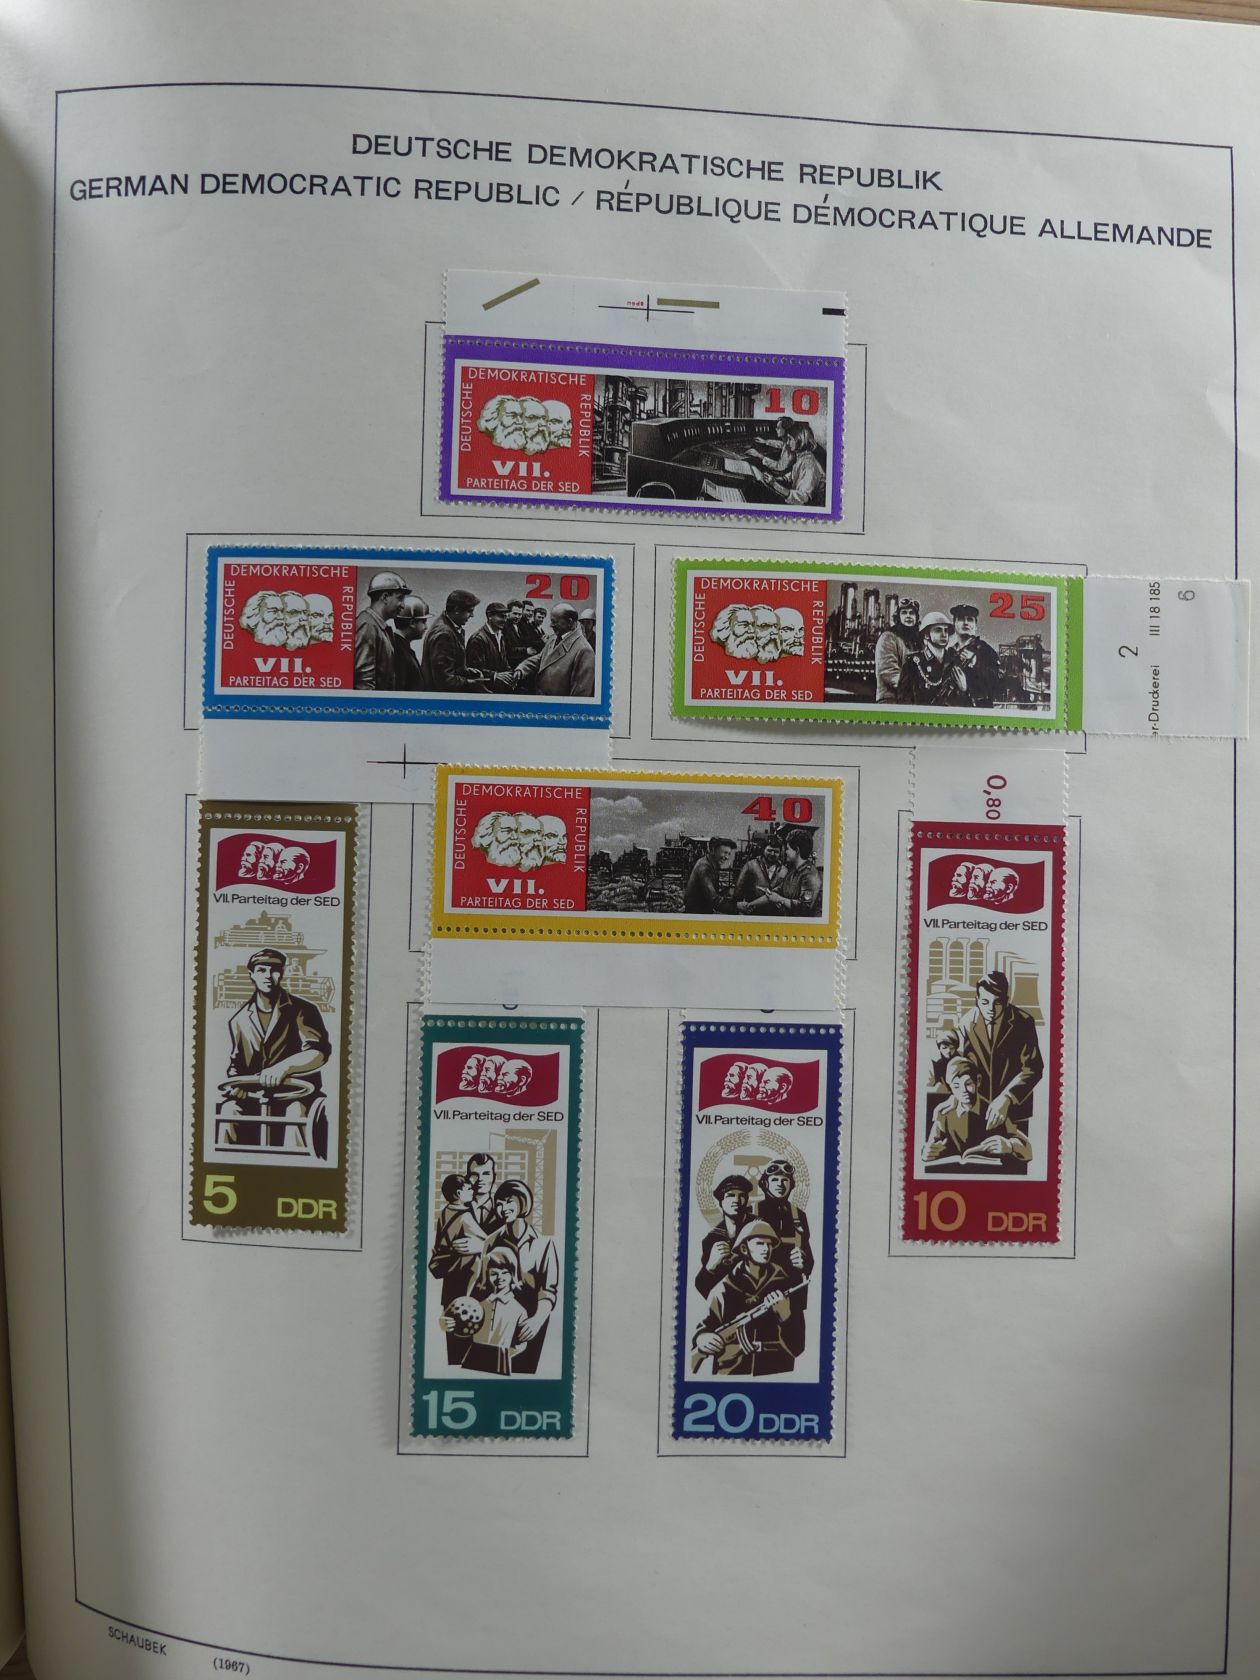 DEUTSCHE DEMOKRATISCHE REPUBLIK
GERMAN DEMOCRATIC REPUBLIC / RÉPUBLIQUE DÉMOCRATIQUE ALLEMANDE
DEUTSCHE
DEMOKRATISCHE
REPUBLIK
VII.
PARTEITAG DER SED
10
DEUTSCHE
DEMOKRATISCHE
REPUBLIK
VII.
PARTEITAG DER SED
20
DEUTSCHE
DEMOKRATISCHE
REPUBLIK
VII.
PARTEITAG DER SED
25
er-Druckerei III 18 185
2
6
DEUTSCHE
DEMOKRATISCHE
REPUBLIK
VII.
PARTEITAG DER SED
40
VII. Parteitag der SED
5 DDR
0,80
VII. Parteitag der SED
10 DDR
VII. Parteitag der SED
15 DDR
VII. Parteitag der SED
20 DDR
SCHAUBEK
(1967)